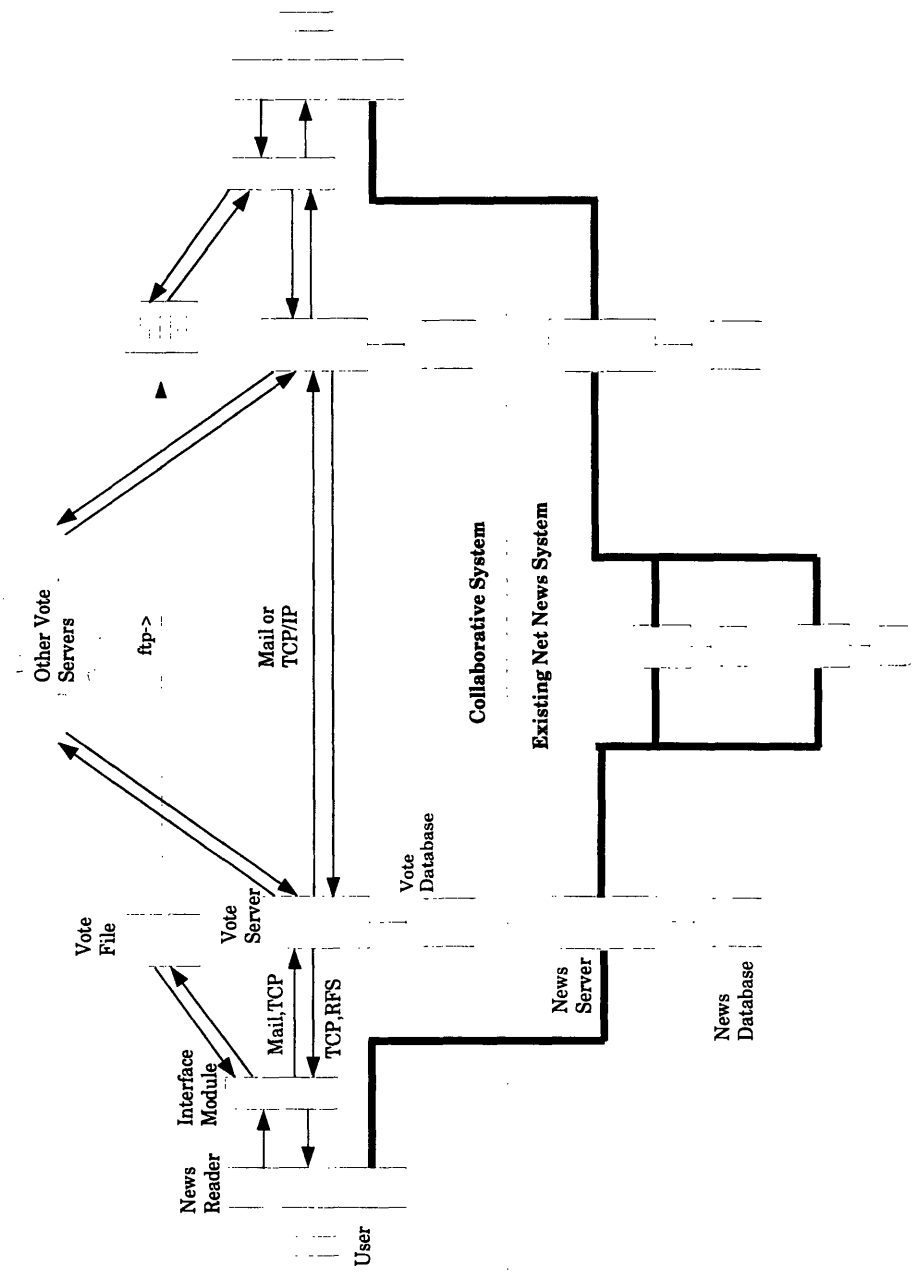 Other Vote
Servers
ftp->
Mail or
TCP/IP
Collaborative System
Existing Net News System
Vote
File
Vote
Server
Vote
Database
Mail,TCP
TCP,RFS
Interface
Module
News
Reader
User
News
Server
News
Database